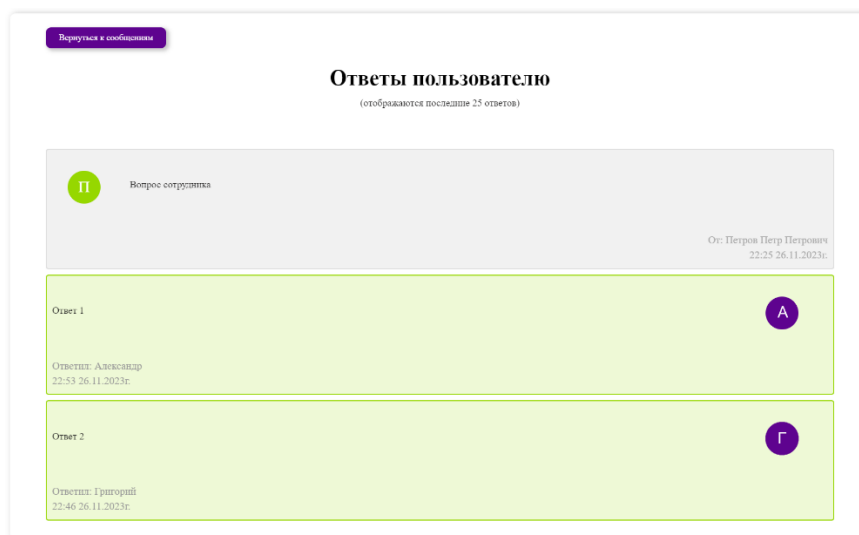 Вернуться к сообщениям
Ответы пользователю
(отображаются последние 25 ответов)
П
Вопрос сотрудника
От: Петров Петр Петрович
22:25 26.11.2023г.
Ответ 1
А
Ответил: Александр
22:53 26.11.2023г.
Ответ 2
Г
Ответил: Григорий
22:46 26.11.2023г.